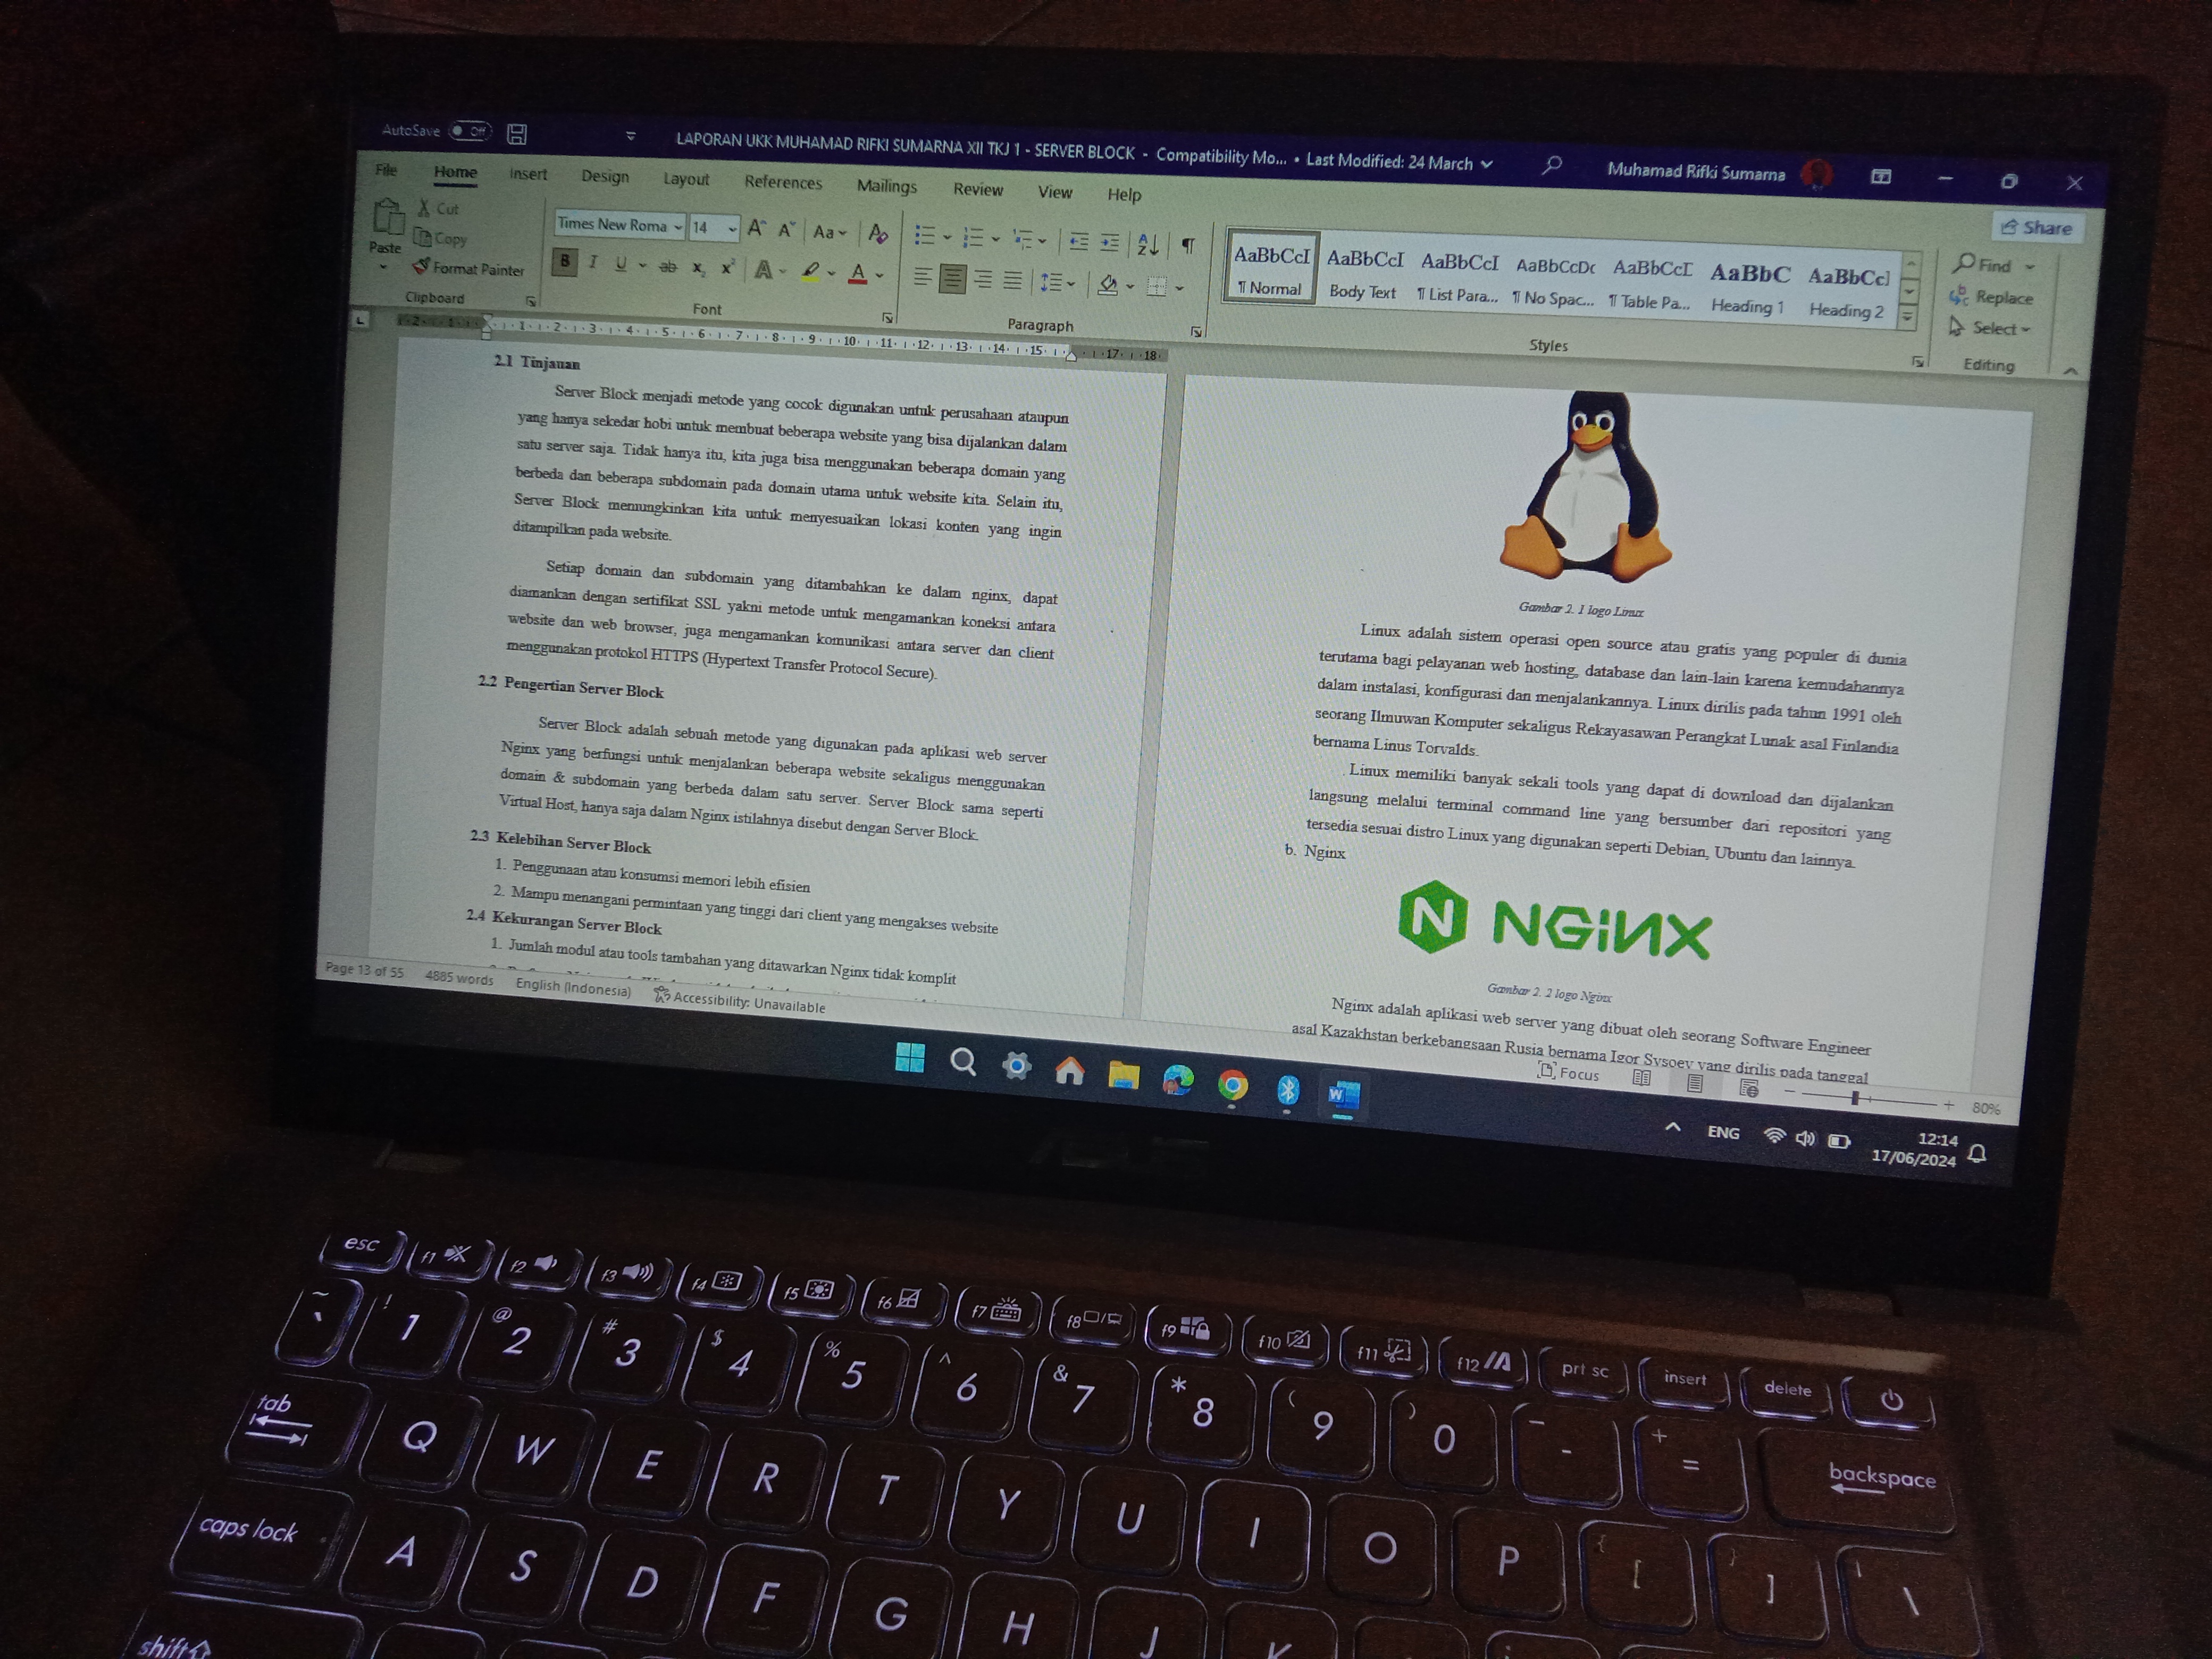 AutoSave Off
LAPORAN UKK MUHAMAD RIFKI SUMARNA XII TKJ 1 - SERVER BLOCK - Compatibility Mo... • Last Modified: 24 March
Muhamad Rifki Sumarna
File Home Insert Design Layout References Mailings Review View Help
Share
Paste
Cut
Copy
Format Painter
Clipboard
Times New Roma 14
Font
Paragraph
AaBbCcI AaBbCcI AaBbCcI AaBbCcDc AaBbCcI AaBbC AaBbCcI
¶ Normal Body Text ¶ List Para... ¶ No Spac... ¶ Table Pa... Heading 1 Heading 2
Styles
Find
Replace
Select
Editing
2.1 Tinjauan
Server Block menjadi metode yang cocok digunakan untuk perusahaan ataupun
yang hanya sekedar hobi untuk membuat beberapa website yang bisa dijalankan dalam
satu server saja. Tidak hanya itu, kita juga bisa menggunakan beberapa domain yang
berbeda dan beberapa subdomain pada domain utama untuk website kita. Selain itu,
Server Block memungkinkan kita untuk menyesuaikan lokasi konten yang ingin
ditampilkan pada website.
Setiap domain dan subdomain yang ditambahkan ke dalam nginx, dapat
diamankan dengan sertifikat SSL yakni metode untuk mengamankan koneksi antara
website dan web browser, juga mengamankan komunikasi antara server dan client
menggunakan protokol HTTPS (Hypertext Transfer Protocol Secure).
2.2 Pengertian Server Block
Server Block adalah sebuah metode yang digunakan pada aplikasi web server
Nginx yang berfungsi untuk menjalankan beberapa website sekaligus menggunakan
domain & subdomain yang berbeda dalam satu server. Server Block sama seperti
Virtual Host, hanya saja dalam Nginx istilahnya disebut dengan Server Block.
2.3 Kelebihan Server Block
1. Penggunaan atau konsumsi memori lebih efisien
2. Mampu menangani permintaan yang tinggi dari client yang mengakses website
2.4 Kekurangan Server Block
1. Jumlah modul atau tools tambahan yang ditawarkan Nginx tidak komplit
Gambar 2. 1 logo Linux
Linux adalah sistem operasi open source atau gratis yang populer di dunia
terutama bagi pelayanan web hosting, database dan lain-lain karena kemudahannya
dalam instalasi, konfigurasi dan menjalankannya. Linux dirilis pada tahun 1991 oleh
seorang Ilmuwan Komputer sekaligus Rekayasawan Perangkat Lunak asal Finlandia
bernama Linus Torvalds.
Linux memiliki banyak sekali tools yang dapat di download dan dijalankan
langsung melalui terminal command line yang bersumber dari repositori yang
tersedia sesuai distro Linux yang digunakan seperti Debian, Ubuntu dan lainnya.
b. Nginx
N NGiNX
Gambar 2. 2 logo Nginx
Nginx adalah aplikasi web server yang dibuat oleh seorang Software Engineer
asal Kazakhstan berkebangsaan Rusia bernama Igor Sysoev yang dirilis pada tanggal
Page 13 of 55 4885 words English (Indonesia) Accessibility: Unavailable
Focus 80%
ENG 12:14
17/06/2024
esc f1 f2 f3 f4 f5 f6 f7 f8 f9 f10 f11 f12 prt sc insert delete
~ ` ! 1 @ 2 # 3 $ 4 % 5 ^ 6 & 7 * 8 ( 9 ) 0 - + = backspace
tab Q W E R T Y U I O P { [ } ] | \
caps lock A S D F G H J K
shift